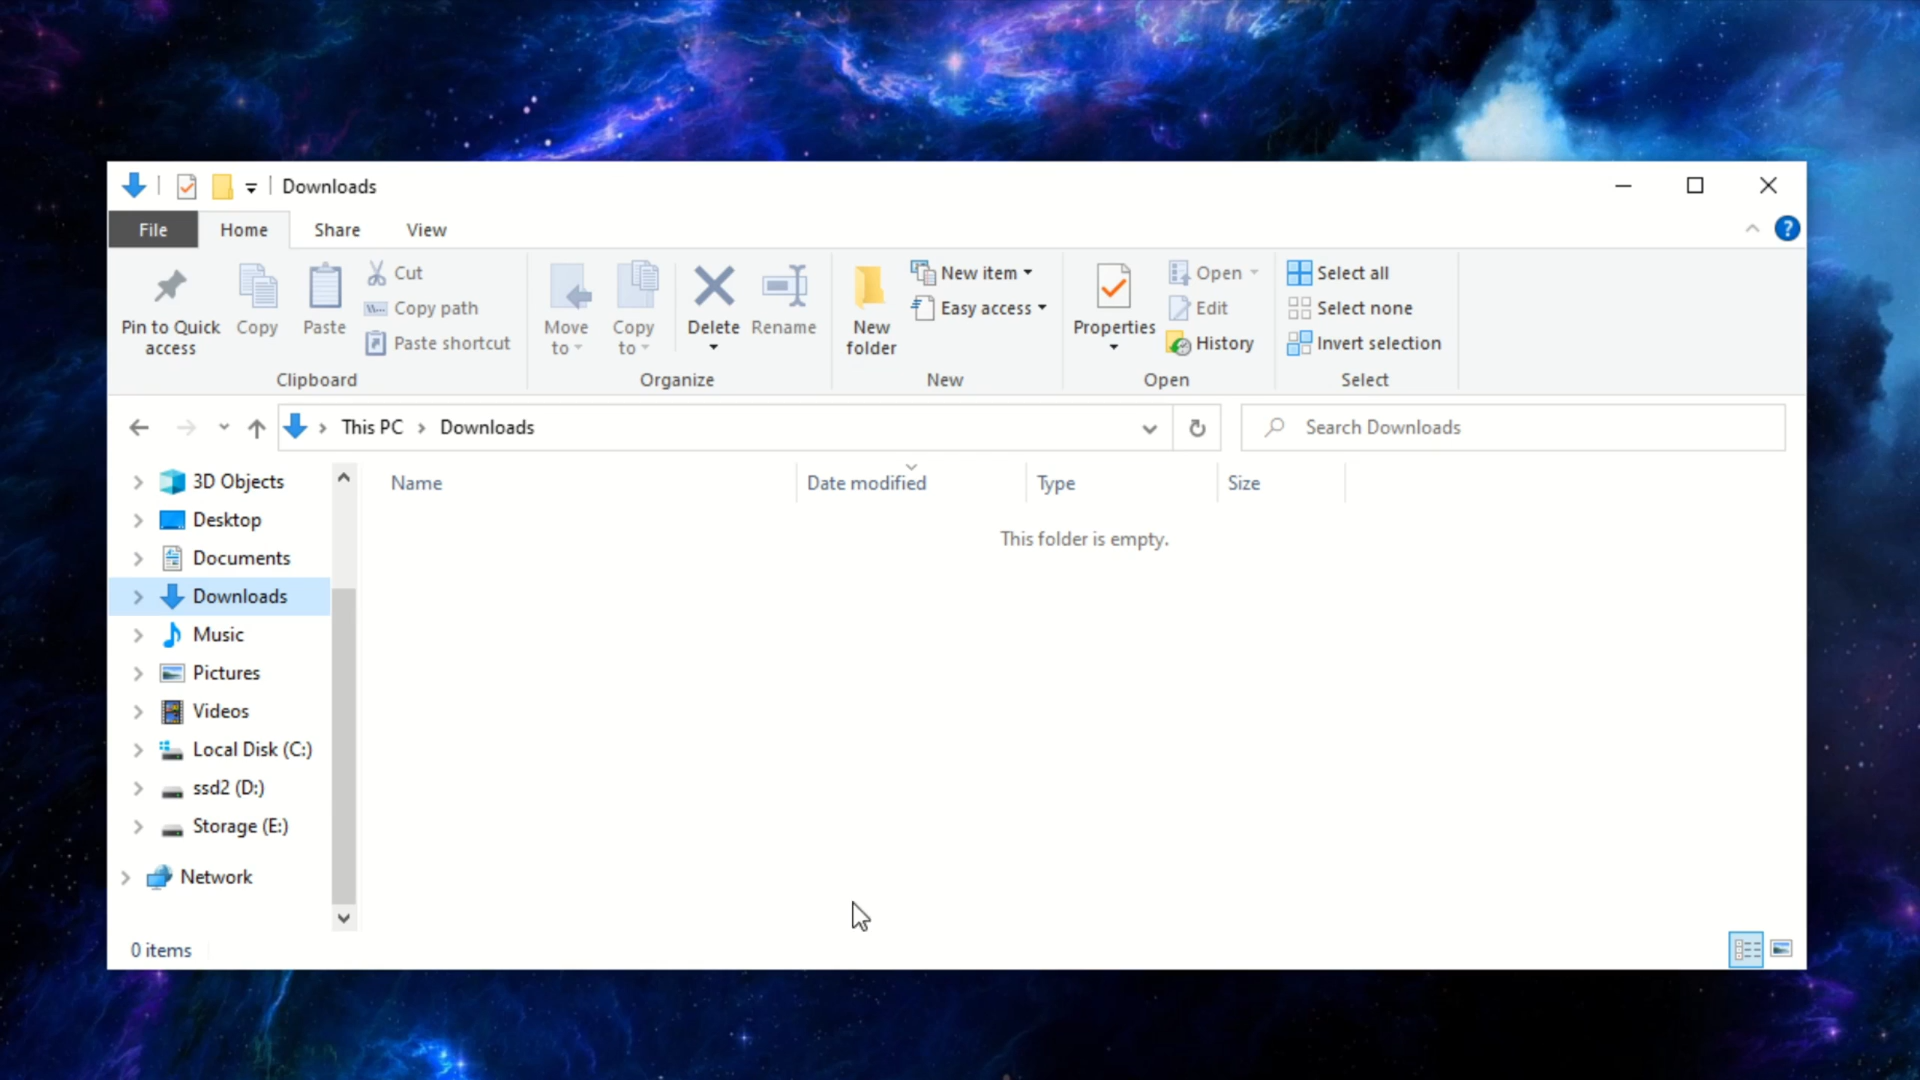 Downloads
File Home Share View
?
Pin to Quick access
Copy
Paste
Cut
Copy path
Paste shortcut
Clipboard
Move to
Copy to
Delete
Rename
Organize
New folder
New item
Easy access
New
Properties
Open
Edit
History
Open
Select all
Select none
Invert selection
Select
This PC > Downloads
Search Downloads
3D Objects
Desktop
Documents
Downloads
Music
Pictures
Videos
Local Disk (C:)
ssd2 (D:)
Storage (E:)
Network
Name Date modified Type Size
This folder is empty.
0 items